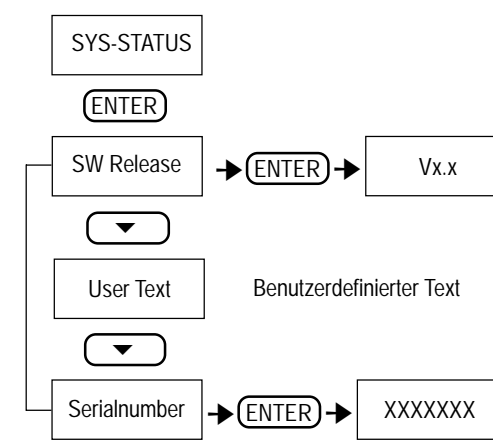 SYS-STATUS
ENTER
SW Release ENTER Vx.x
User Text Benutzerdefinierter Text
Serialnumber ENTER XXXXXXX